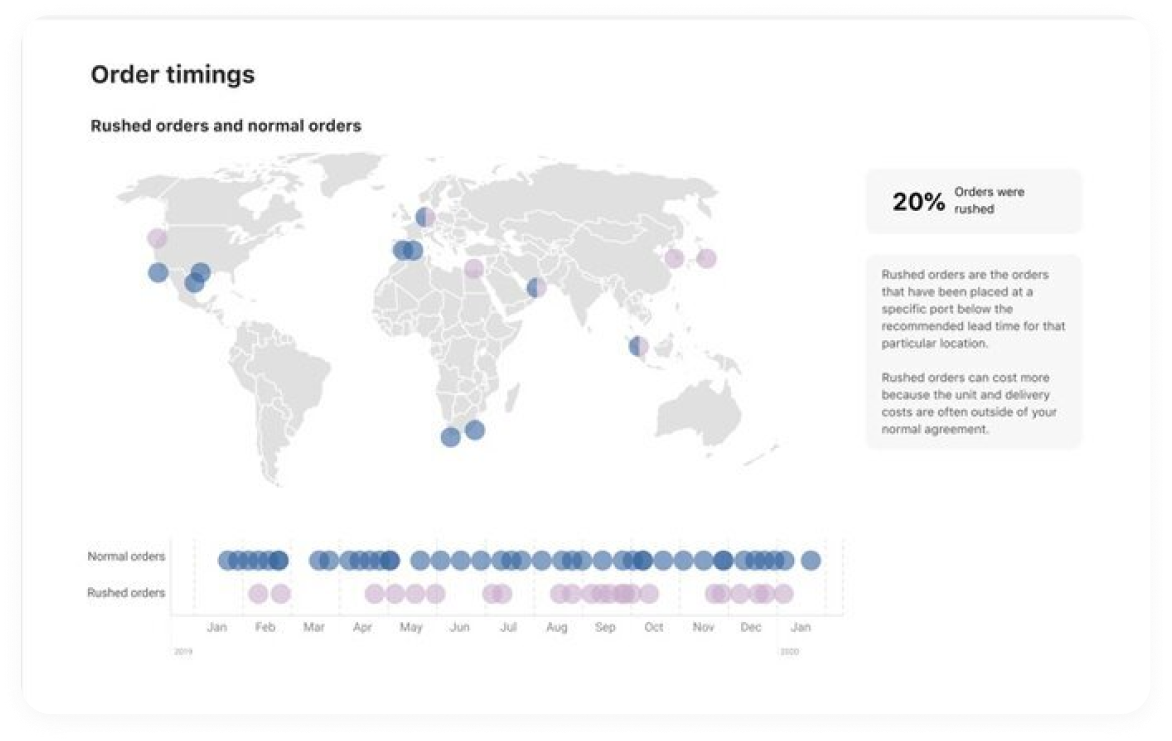 Order timings
Rushed orders and normal orders
20%
Orders were
rushed
Rushed orders are the orders
that have been placed at a
specific port below the
recommended lead time for that
particular location.
Rushed orders can cost more
because the unit and delivery
costs are often outside of your
normal agreement.
Normal orders
Rushed orders
Jan Feb Mar Apr May Jun Jul Aug Sep Oct Nov Dec Jan
2019 2020